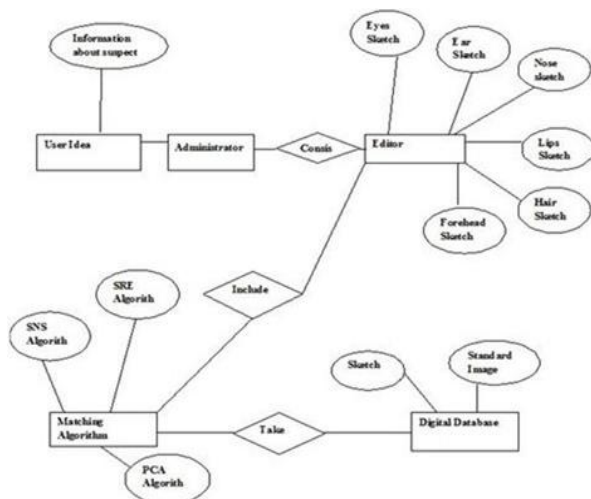 Information
about suspect
Eyes
Sketch
Ear
Sketch
Nose
sketch
User Idea
Administrator
Consis
Editor
Lips
Sketch
Hair
Sketch
Forehead
Sketch
Include
SRE
Algorith
SNS
Algorith
Sketch
Standard
Image
Matching
Algorithm
Take
Digital Database
PCA
Algorith